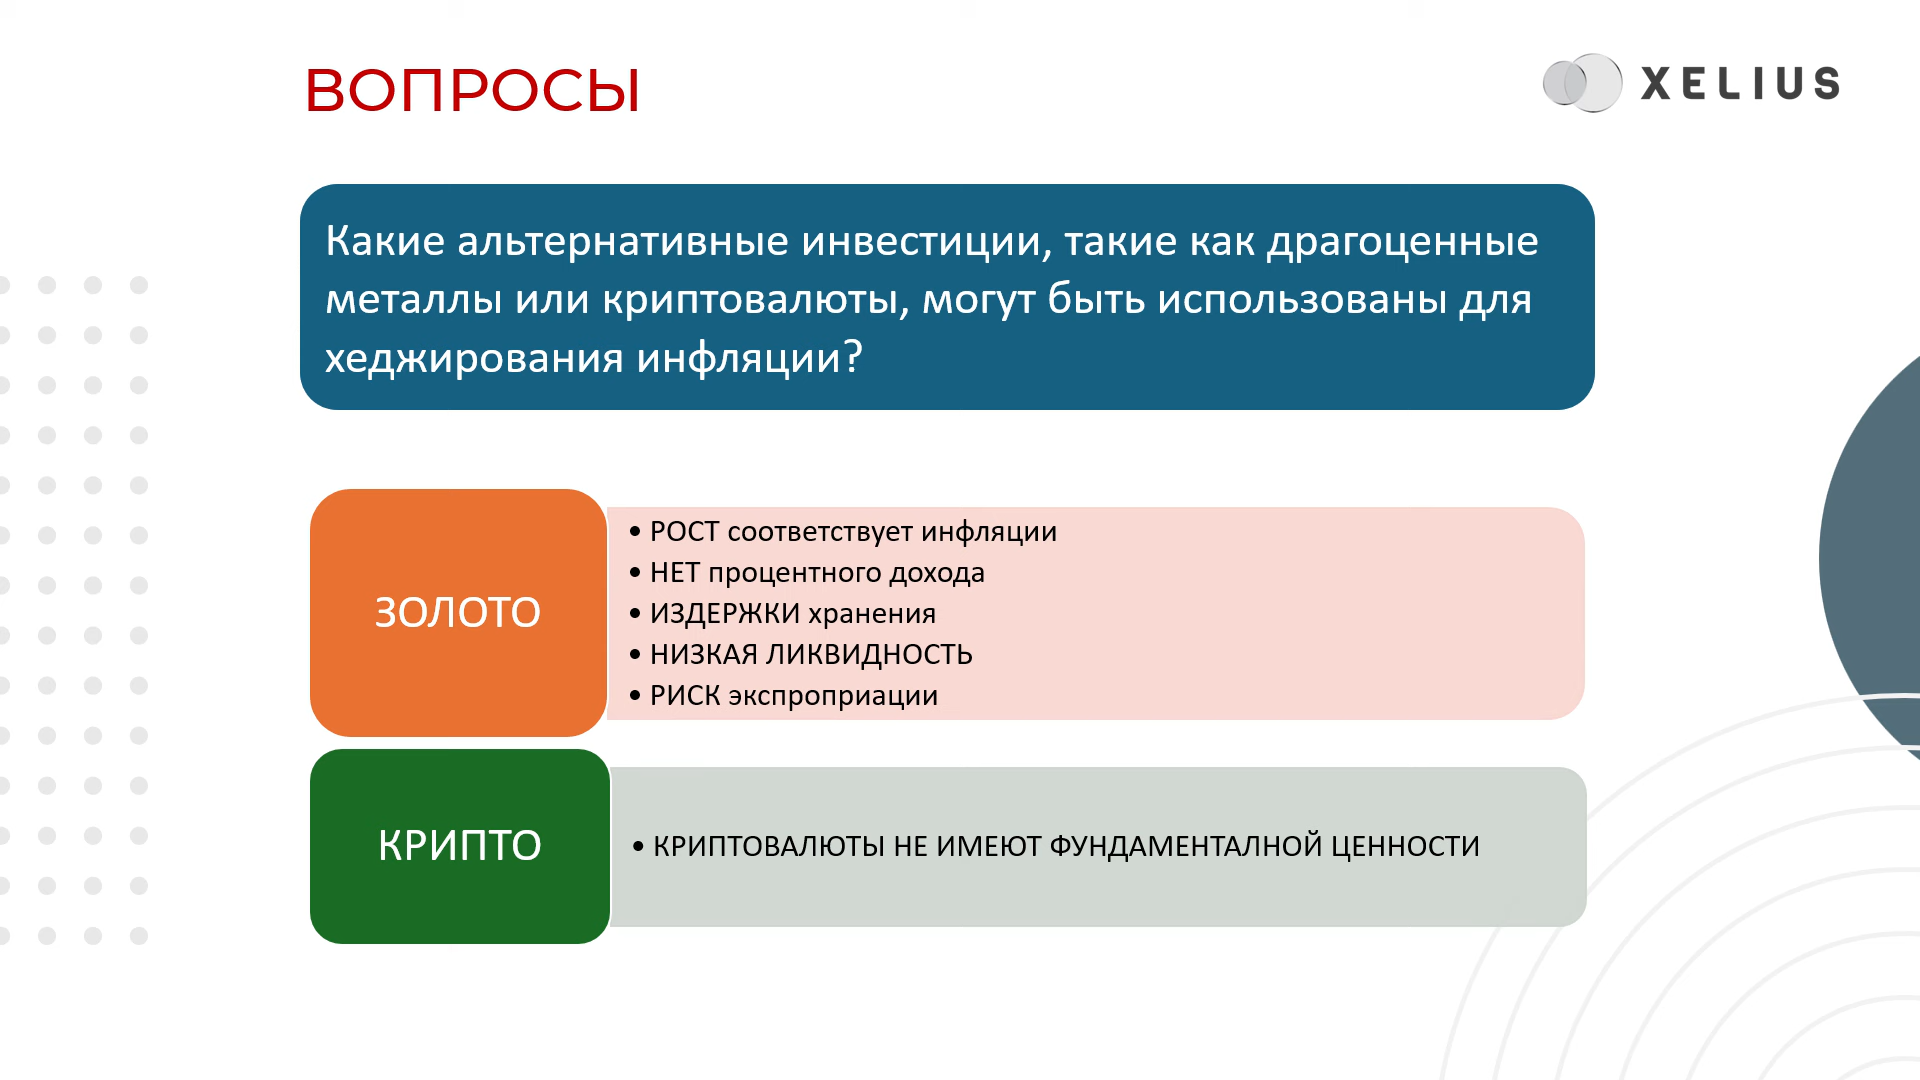 ВОПРОСЫ
XELIUS
Какие альтернативные инвестиции, такие как драгоценные
металлы или криптовалюты, могут быть использованы для
хеджирования инфляции?
ЗОЛОТО
• РОСТ соответствует инфляции
• НЕТ процентного дохода
• ИЗДЕРЖКИ хранения
• НИЗКАЯ ЛИКВИДНОСТЬ
• РИСК экспроприации
КРИПТО
• КРИПТОВАЛЮТЫ НЕ ИМЕЮТ ФУНДАМЕНТАЛНОЙ ЦЕННОСТИ